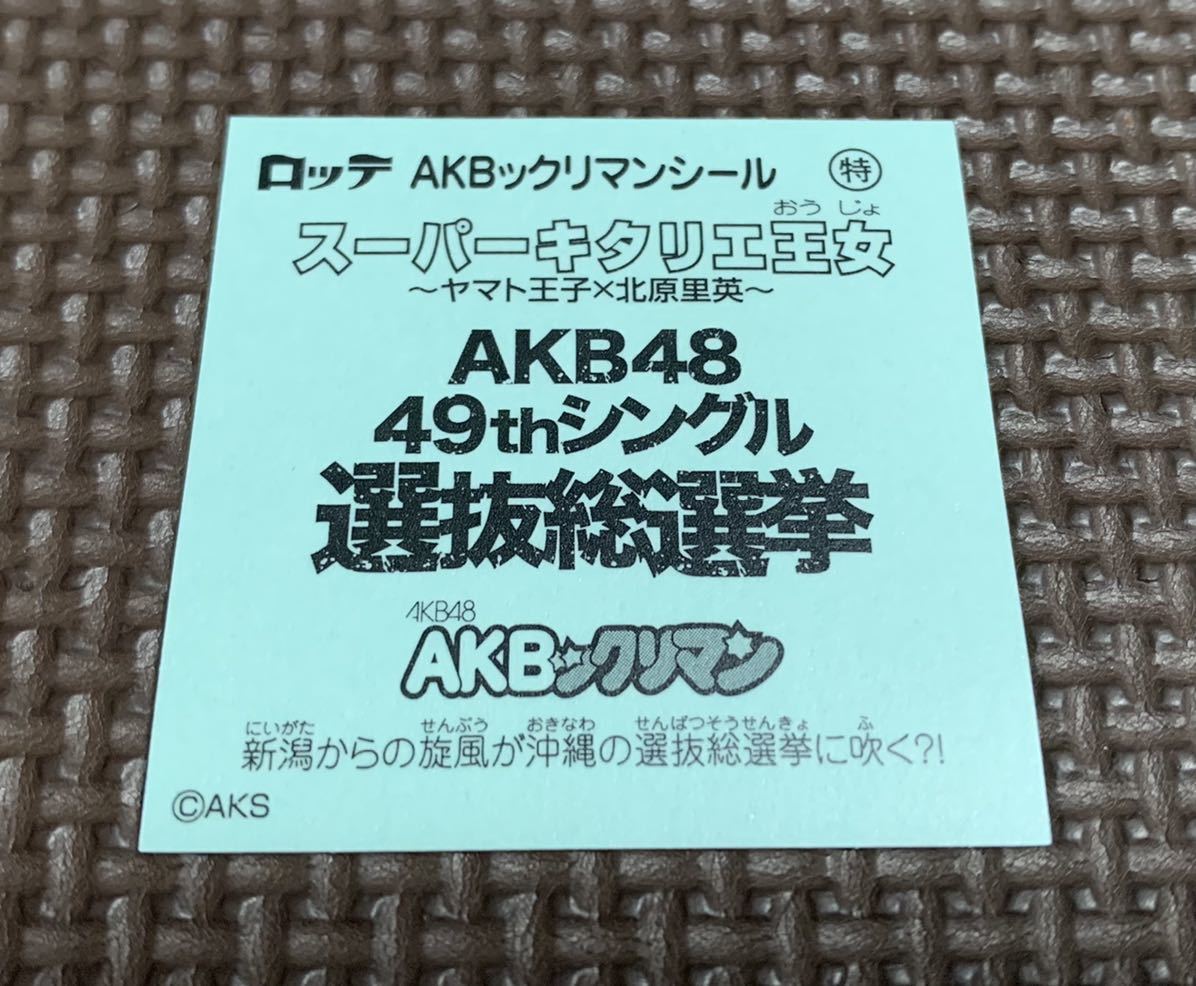 ロッテ AKBックリマンシール 特
おうじょ
スーパーキタリエ王女
～ヤマト王子×北原里英～
AKB48
49thシングル
選抜総選挙
AKB48
AKBックリマン
にいがた せんぷう おきなわ せんばつそうせんきょ ふ
新潟からの旋風が沖縄の選抜総選挙に吹く?!
©AKS